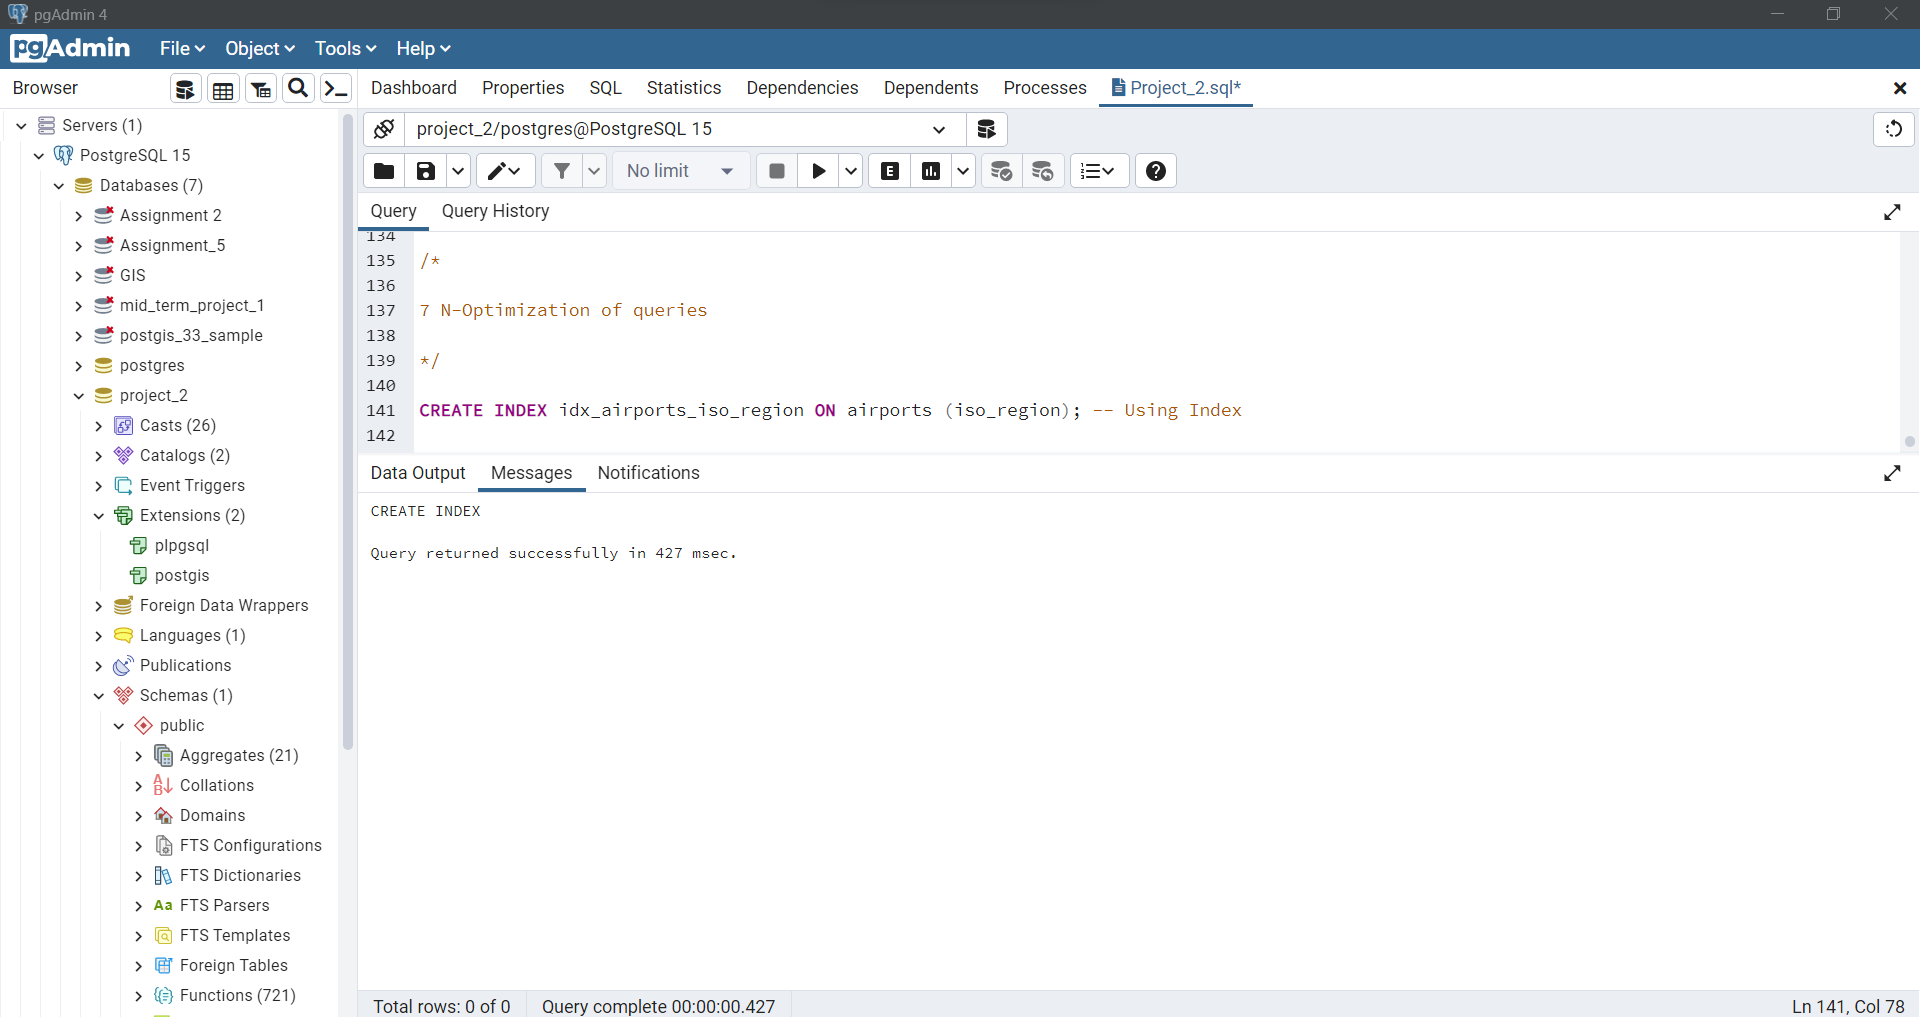 pgAdmin 4
pgAdmin File Object Tools Help
Browser Dashboard Properties SQL Statistics Dependencies Dependents Processes Project_2.sql*
Servers (1)
PostgreSQL 15
Databases (7)
Assignment 2
Assignment_5
GIS
mid_term_project_1
postgis_33_sample
postgres
project_2
Casts (26)
Catalogs (2)
Event Triggers
Extensions (2)
plpgsql
postgis
Foreign Data Wrappers
Languages (1)
Publications
Schemas (1)
public
Aggregates (21)
Collations
Domains
FTS Configurations
FTS Dictionaries
Aa FTS Parsers
FTS Templates
Foreign Tables
Functions (721)
project_2/postgres@PostgreSQL 15
No limit E
Query Query History
134
135 /*
136
137 7 N-Optimization of queries
138
139 */
140
141 CREATE INDEX idx_airports_iso_region ON airports (iso_region); -- Using Index
142
Data Output Messages Notifications
CREATE INDEX
Query returned successfully in 427 msec.
Total rows: 0 of 0 Query complete 00:00:00.427 Ln 141, Col 78